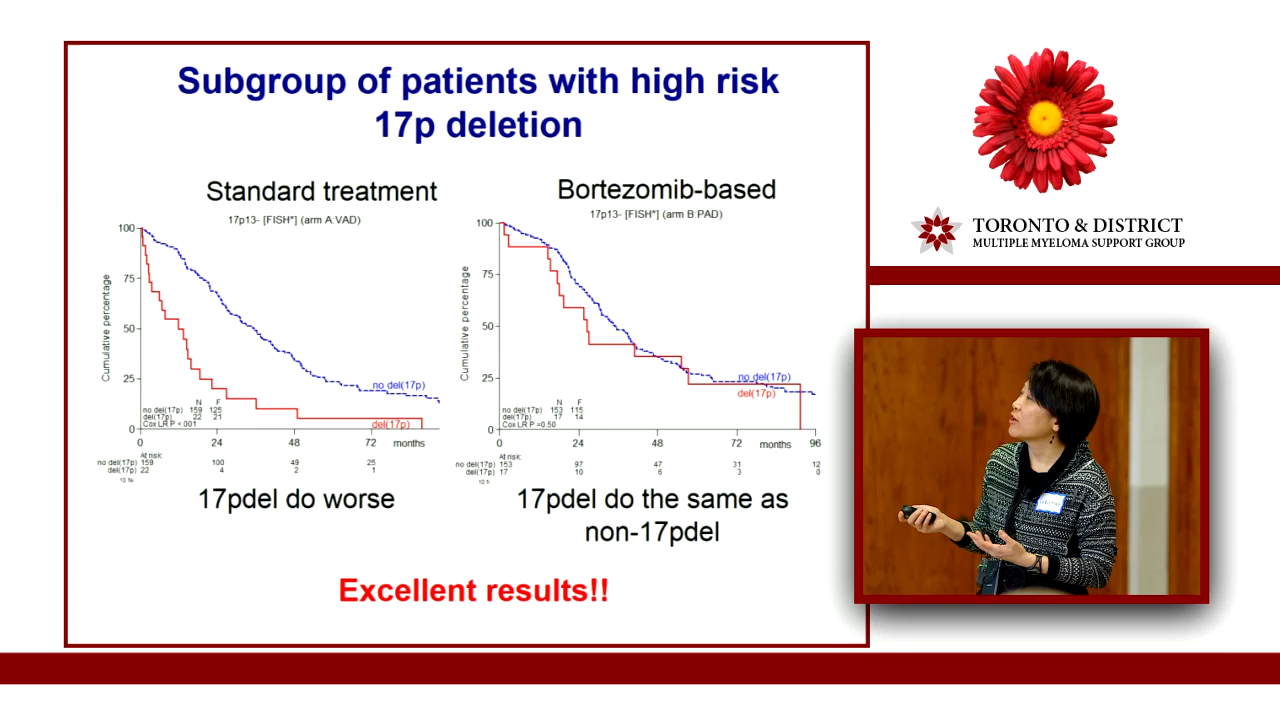 Subgroup of patients with high risk
17p deletion
Standard treatment
17p13- [FISH*] (arm A:VAD)
Cumulative percentage
100
75
50
25
0
no del(17p)
del(17p)
N F
no del(17p) 159 125
del(17p) 22 21
Cox LR P <.001
0 24 48 72 months
At risk:
no del(17p) 159 100 49 25
del(17p) 22 4 2 1
17pdel do worse
Bortezomib-based
17p13- [FISH*] (arm B:PAD)
Cumulative percentage
100
75
50
25
0
no del(17p)
del(17p)
N F
no del(17p) 153 115
del(17p) 17 14
Cox LR P =0.50
0 24 48 72 months 96
At risk:
no del(17p) 153 97 47 31 12
del(17p) 17 10 6 3 0
17pdel do the same as
non-17pdel
Excellent results!!
TORONTO & DISTRICT
MULTIPLE MYELOMA SUPPORT GROUP